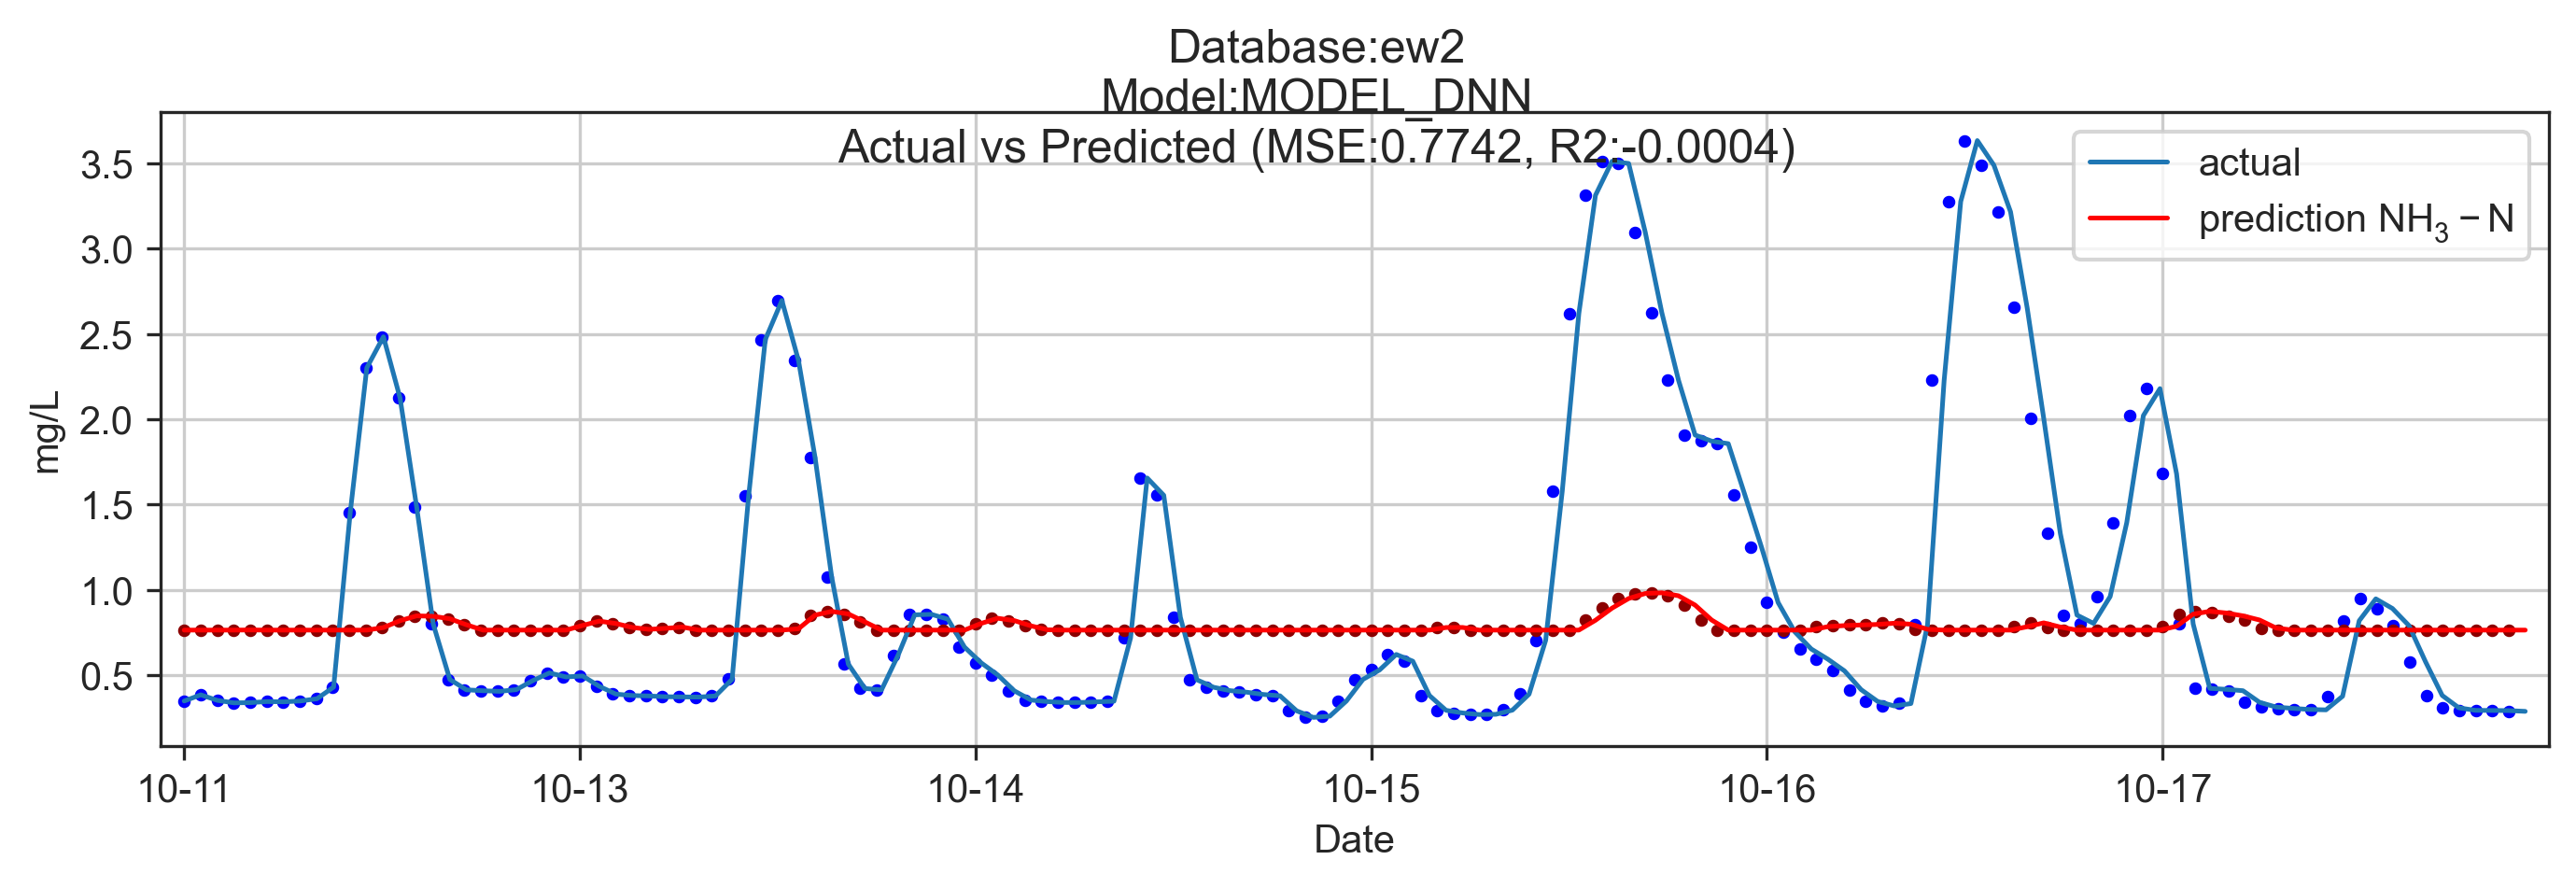 Database:ew2
Model:MODEL_DNN
Actual vs Predicted (MSE:0.7742, R2:-0.0004)
actual
prediction NH₃ − N
mg/L
3.5
3.0
2.5
2.0
1.5
1.0
0.5
10-11 10-13 10-14 10-15 10-16 10-17
Date